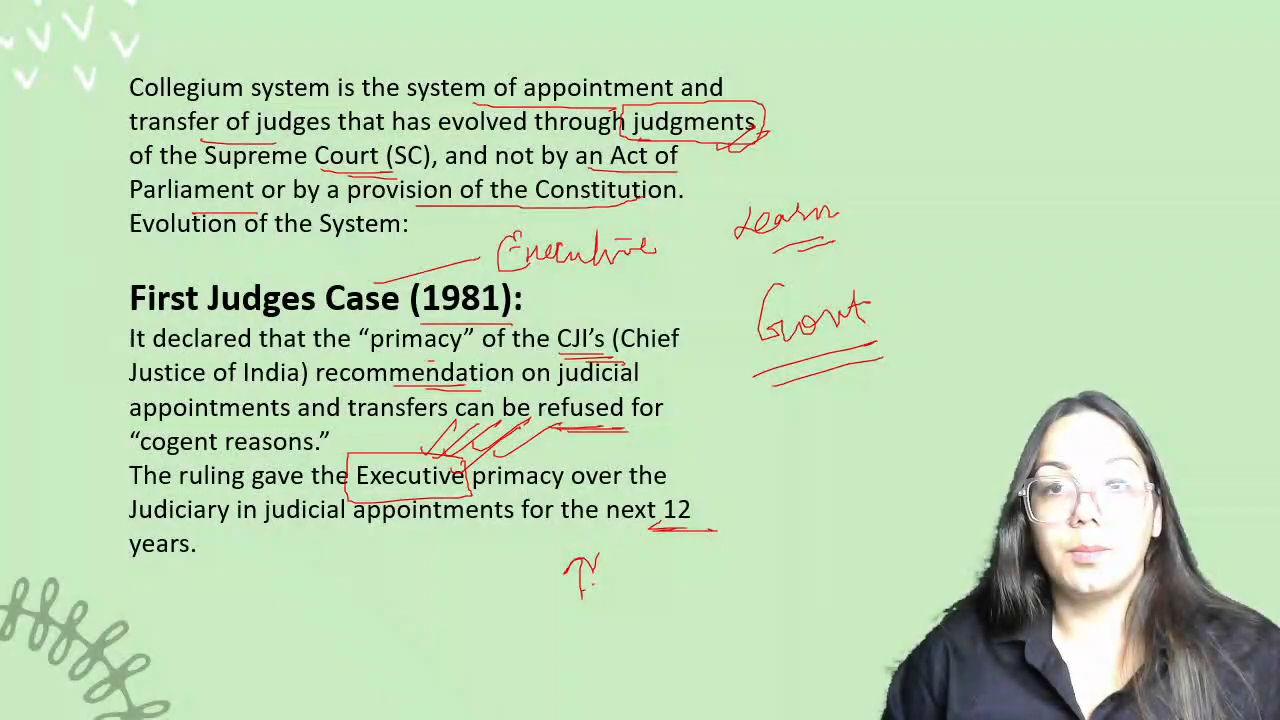 Collegium system is the system of appointment and
transfer of judges that has evolved through judgments
of the Supreme Court (SC), and not by an Act of
Parliament or by a provision of the Constitution.
Evolution of the System:
Executive
Learn
First Judges Case (1981):
Govt
It declared that the “primacy” of the CJI’s (Chief
Justice of India) recommendation on judicial
appointments and transfers can be refused for
“cogent reasons.”
The ruling gave the Executive primacy over the
Judiciary in judicial appointments for the next 12
years.